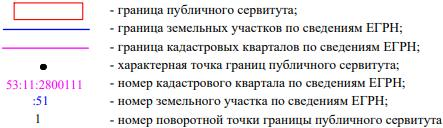 - граница публичного сервитута;
- граница земельных участков по сведениям ЕГРН;
- граница кадастровых кварталов по сведениям ЕГРН;
- характерная точка границ публичного сервитута;
53:11:2800111 - номер кадастрового квартала по сведениям ЕГРН;
:51 - номер земельного участка по сведениям ЕГРН;
1 - номер поворотной точки границы публичного сервитута